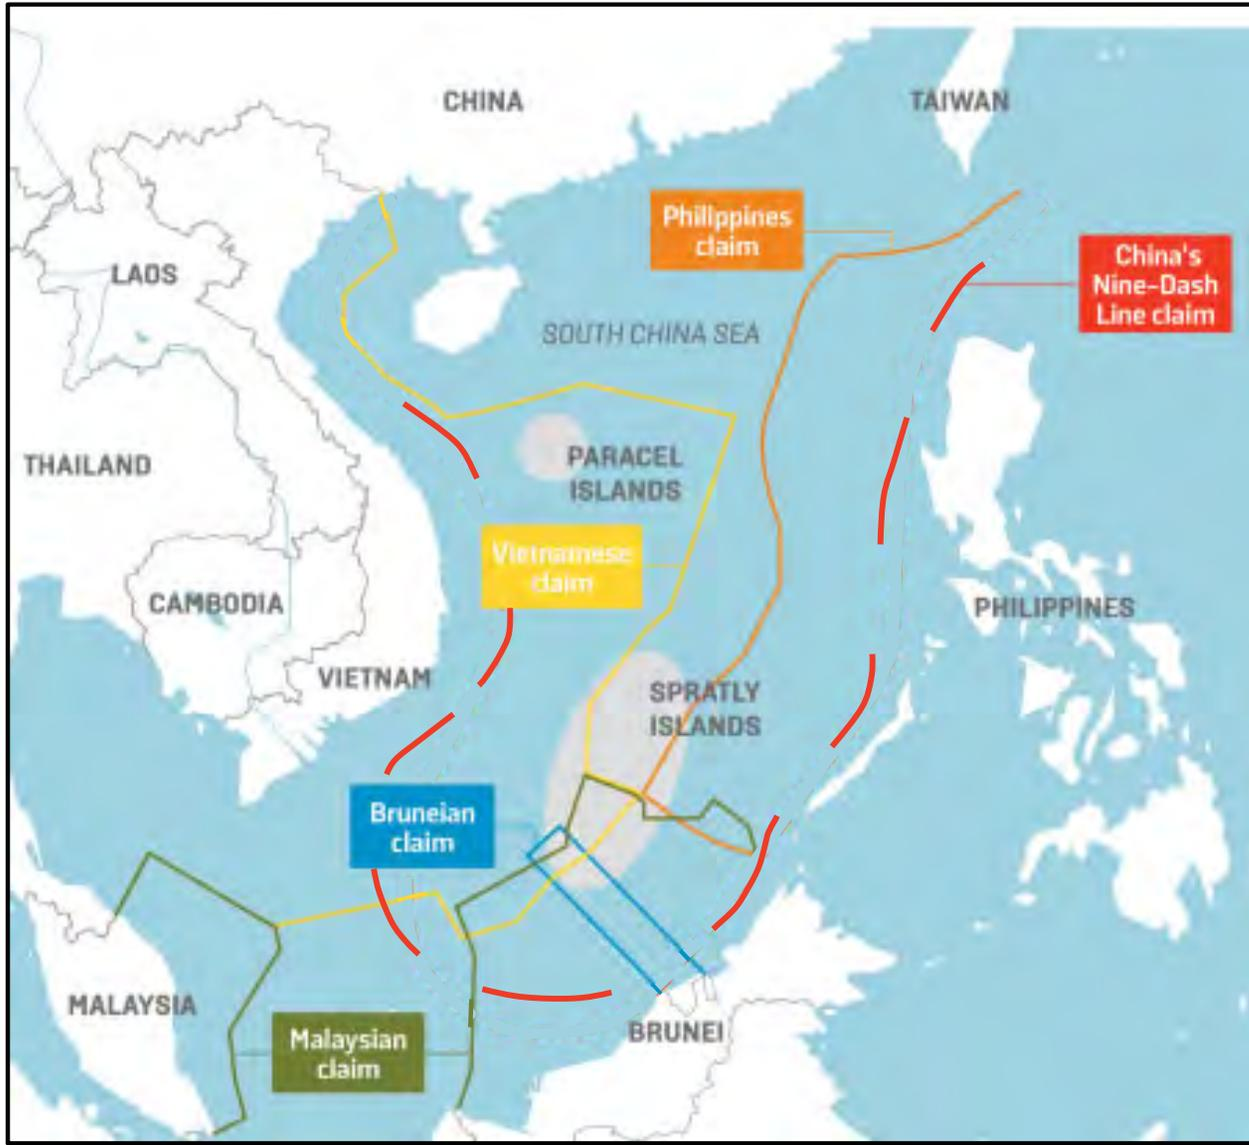 CHINA
TAIWAN
Philippines
claim
China's
Nine-Dash
Line claim
LAOS
SOUTH CHINA SEA
THAILAND
PARACEL
ISLANDS
Vietnamese
claim
CAMBODIA
PHILIPPINES
VIETNAM
SPRATLY
ISLANDS
Bruneian
claim
MALAYSIA
BRUNEI
Malaysian
claim